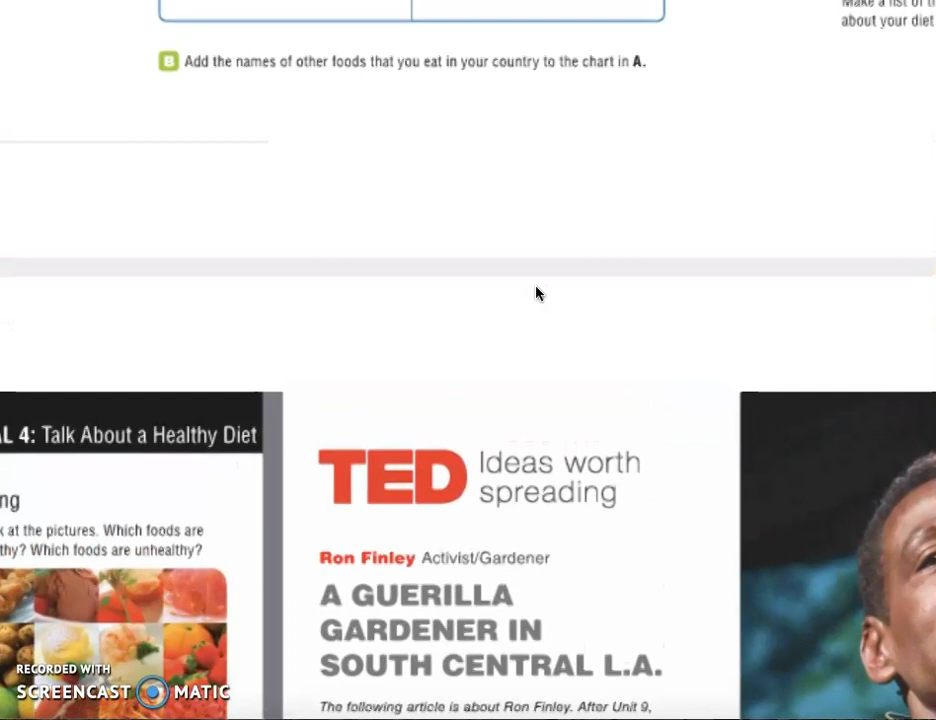 Make a list of
about your diet
B Add the names of other foods that you eat in your country to the chart in A.
AL 4: Talk About a Healthy Diet
ng
k at the pictures. Which foods are
thy? Which foods are unhealthy?
RECORDED WITH
SCREENCAST MATIC
TED Ideas worth
spreading
Ron Finley Activist/Gardener
A GUERILLA
GARDENER IN
SOUTH CENTRAL L.A.
The following article is about Ron Finley. After Unit 9,